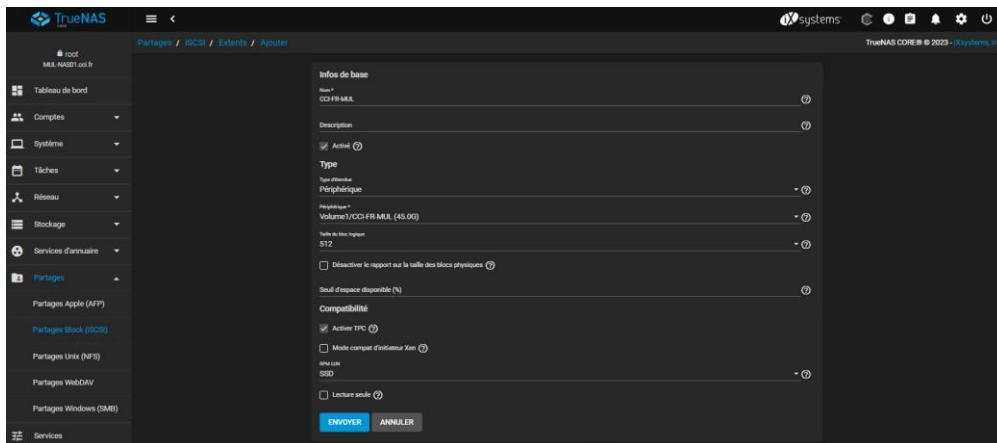 TrueNAS
CORE
iXsystems
Partages / iSCSI / Extents / Ajouter
TrueNAS CORE® © 2023 - iXsystems, In
root
MUL-NAS01.cci.fr
Tableau de bord
Comptes
Système
Tâches
Réseau
Stockage
Services d'annuaire
Partages
Partages Apple (AFP)
Partages Block (iSCSI)
Partages Unix (NFS)
Partages WebDAV
Partages Windows (SMB)
Services
Infos de base
Nom *
CCI-FR-MUL
Description
Activé
Type
Type d'étendue
Périphérique
Périphérique *
Volume1/CCI-FR-MUL (45.0G)
Taille du bloc logique
512
Désactiver le rapport sur la taille des blocs physiques
Seuil d'espace disponible (%)
Compatibilité
Activer TPC
Mode compat d'initiateur Xen
RPM LUN
SSD
Lecture seule
ENVOYER ANNULER